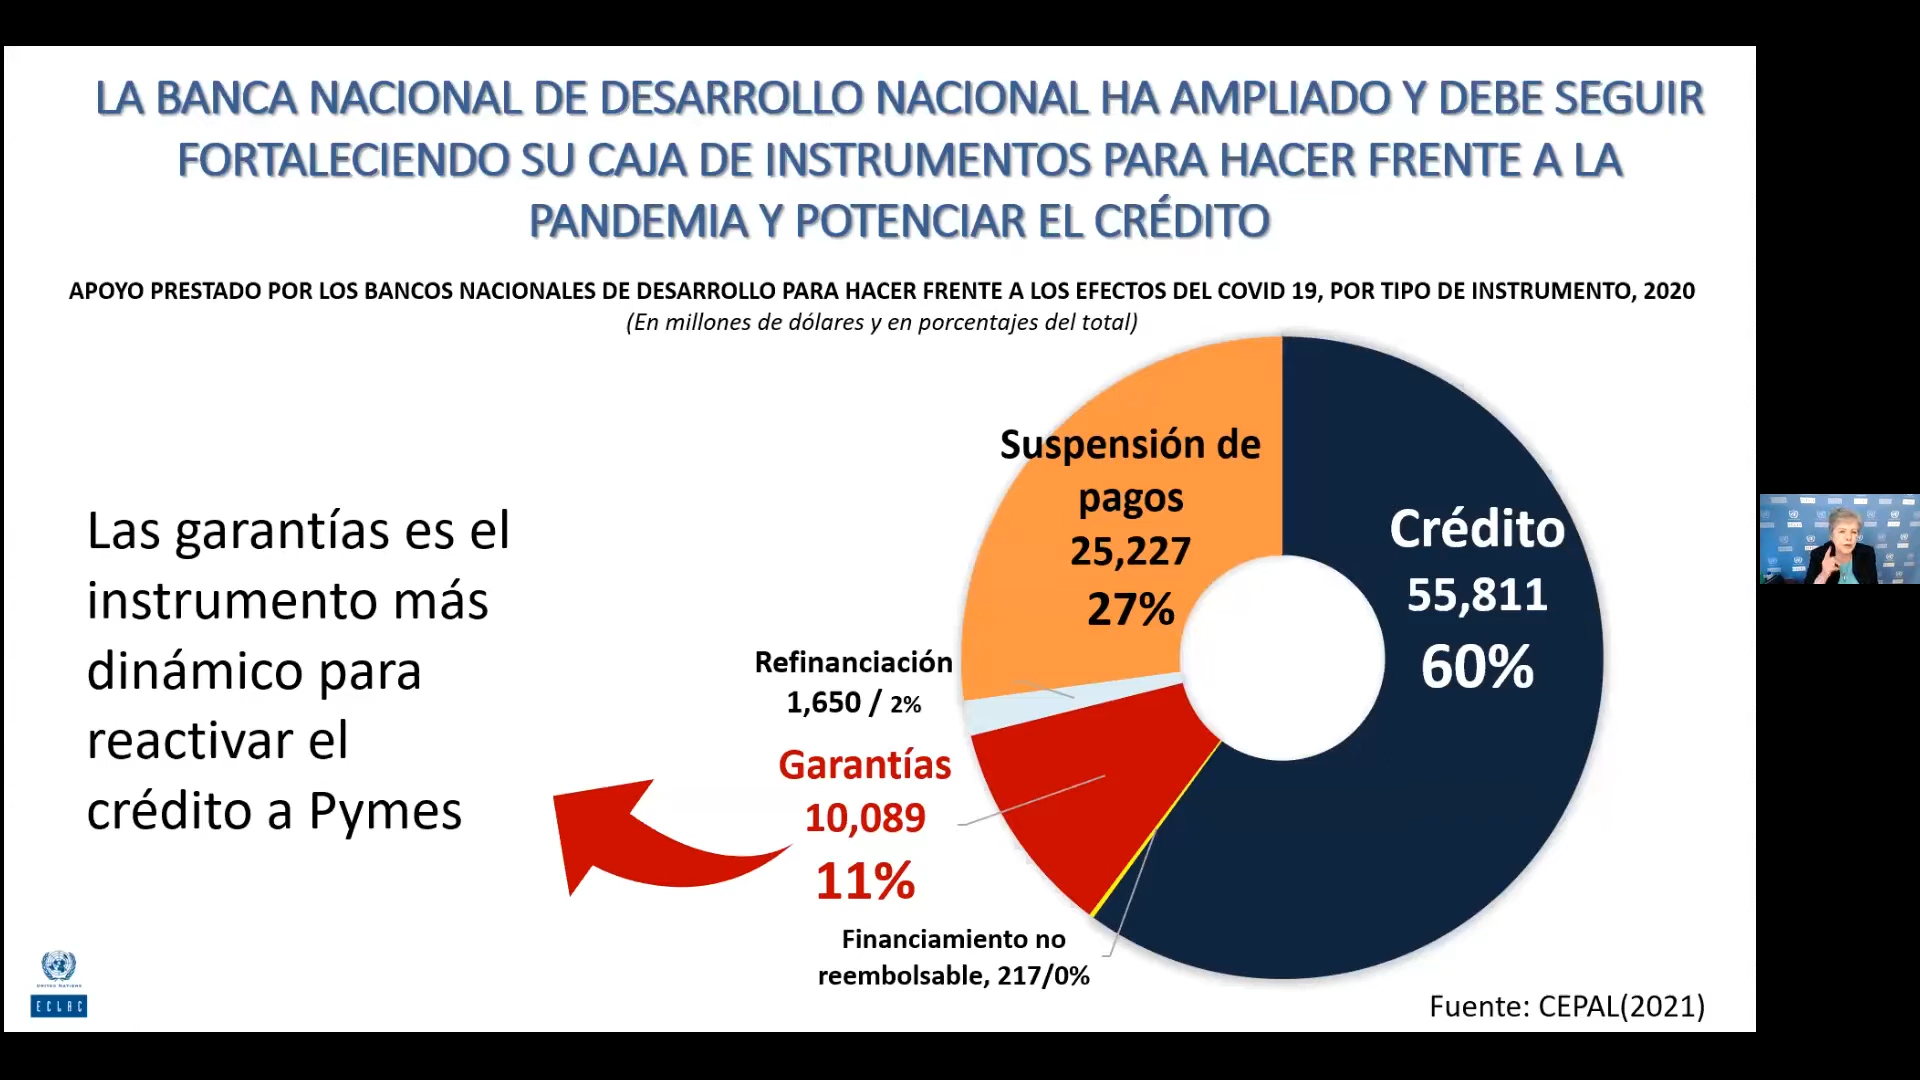 LA BANCA NACIONAL DE DESARROLLO NACIONAL HA AMPLIADO Y DEBE SEGUIR
FORTALECIENDO SU CAJA DE INSTRUMENTOS PARA HACER FRENTE A LA
PANDEMIA Y POTENCIAR EL CRÉDITO
APOYO PRESTADO POR LOS BANCOS NACIONALES DE DESARROLLO PARA HACER FRENTE A LOS EFECTOS DEL COVID 19, POR TIPO DE INSTRUMENTO, 2020
(En millones de dólares y en porcentajes del total)
Las garantías es el
instrumento más
dinámico para
reactivar el
crédito a Pymes
Suspensión de
pagos
25,227
27%
Crédito
55,811
60%
Refinanciación
1,650 / 2%
Garantías
10,089
11%
Financiamiento no
reembolsable, 217/0%
UNITED NATIONS
ECLAC
Fuente: CEPAL(2021)